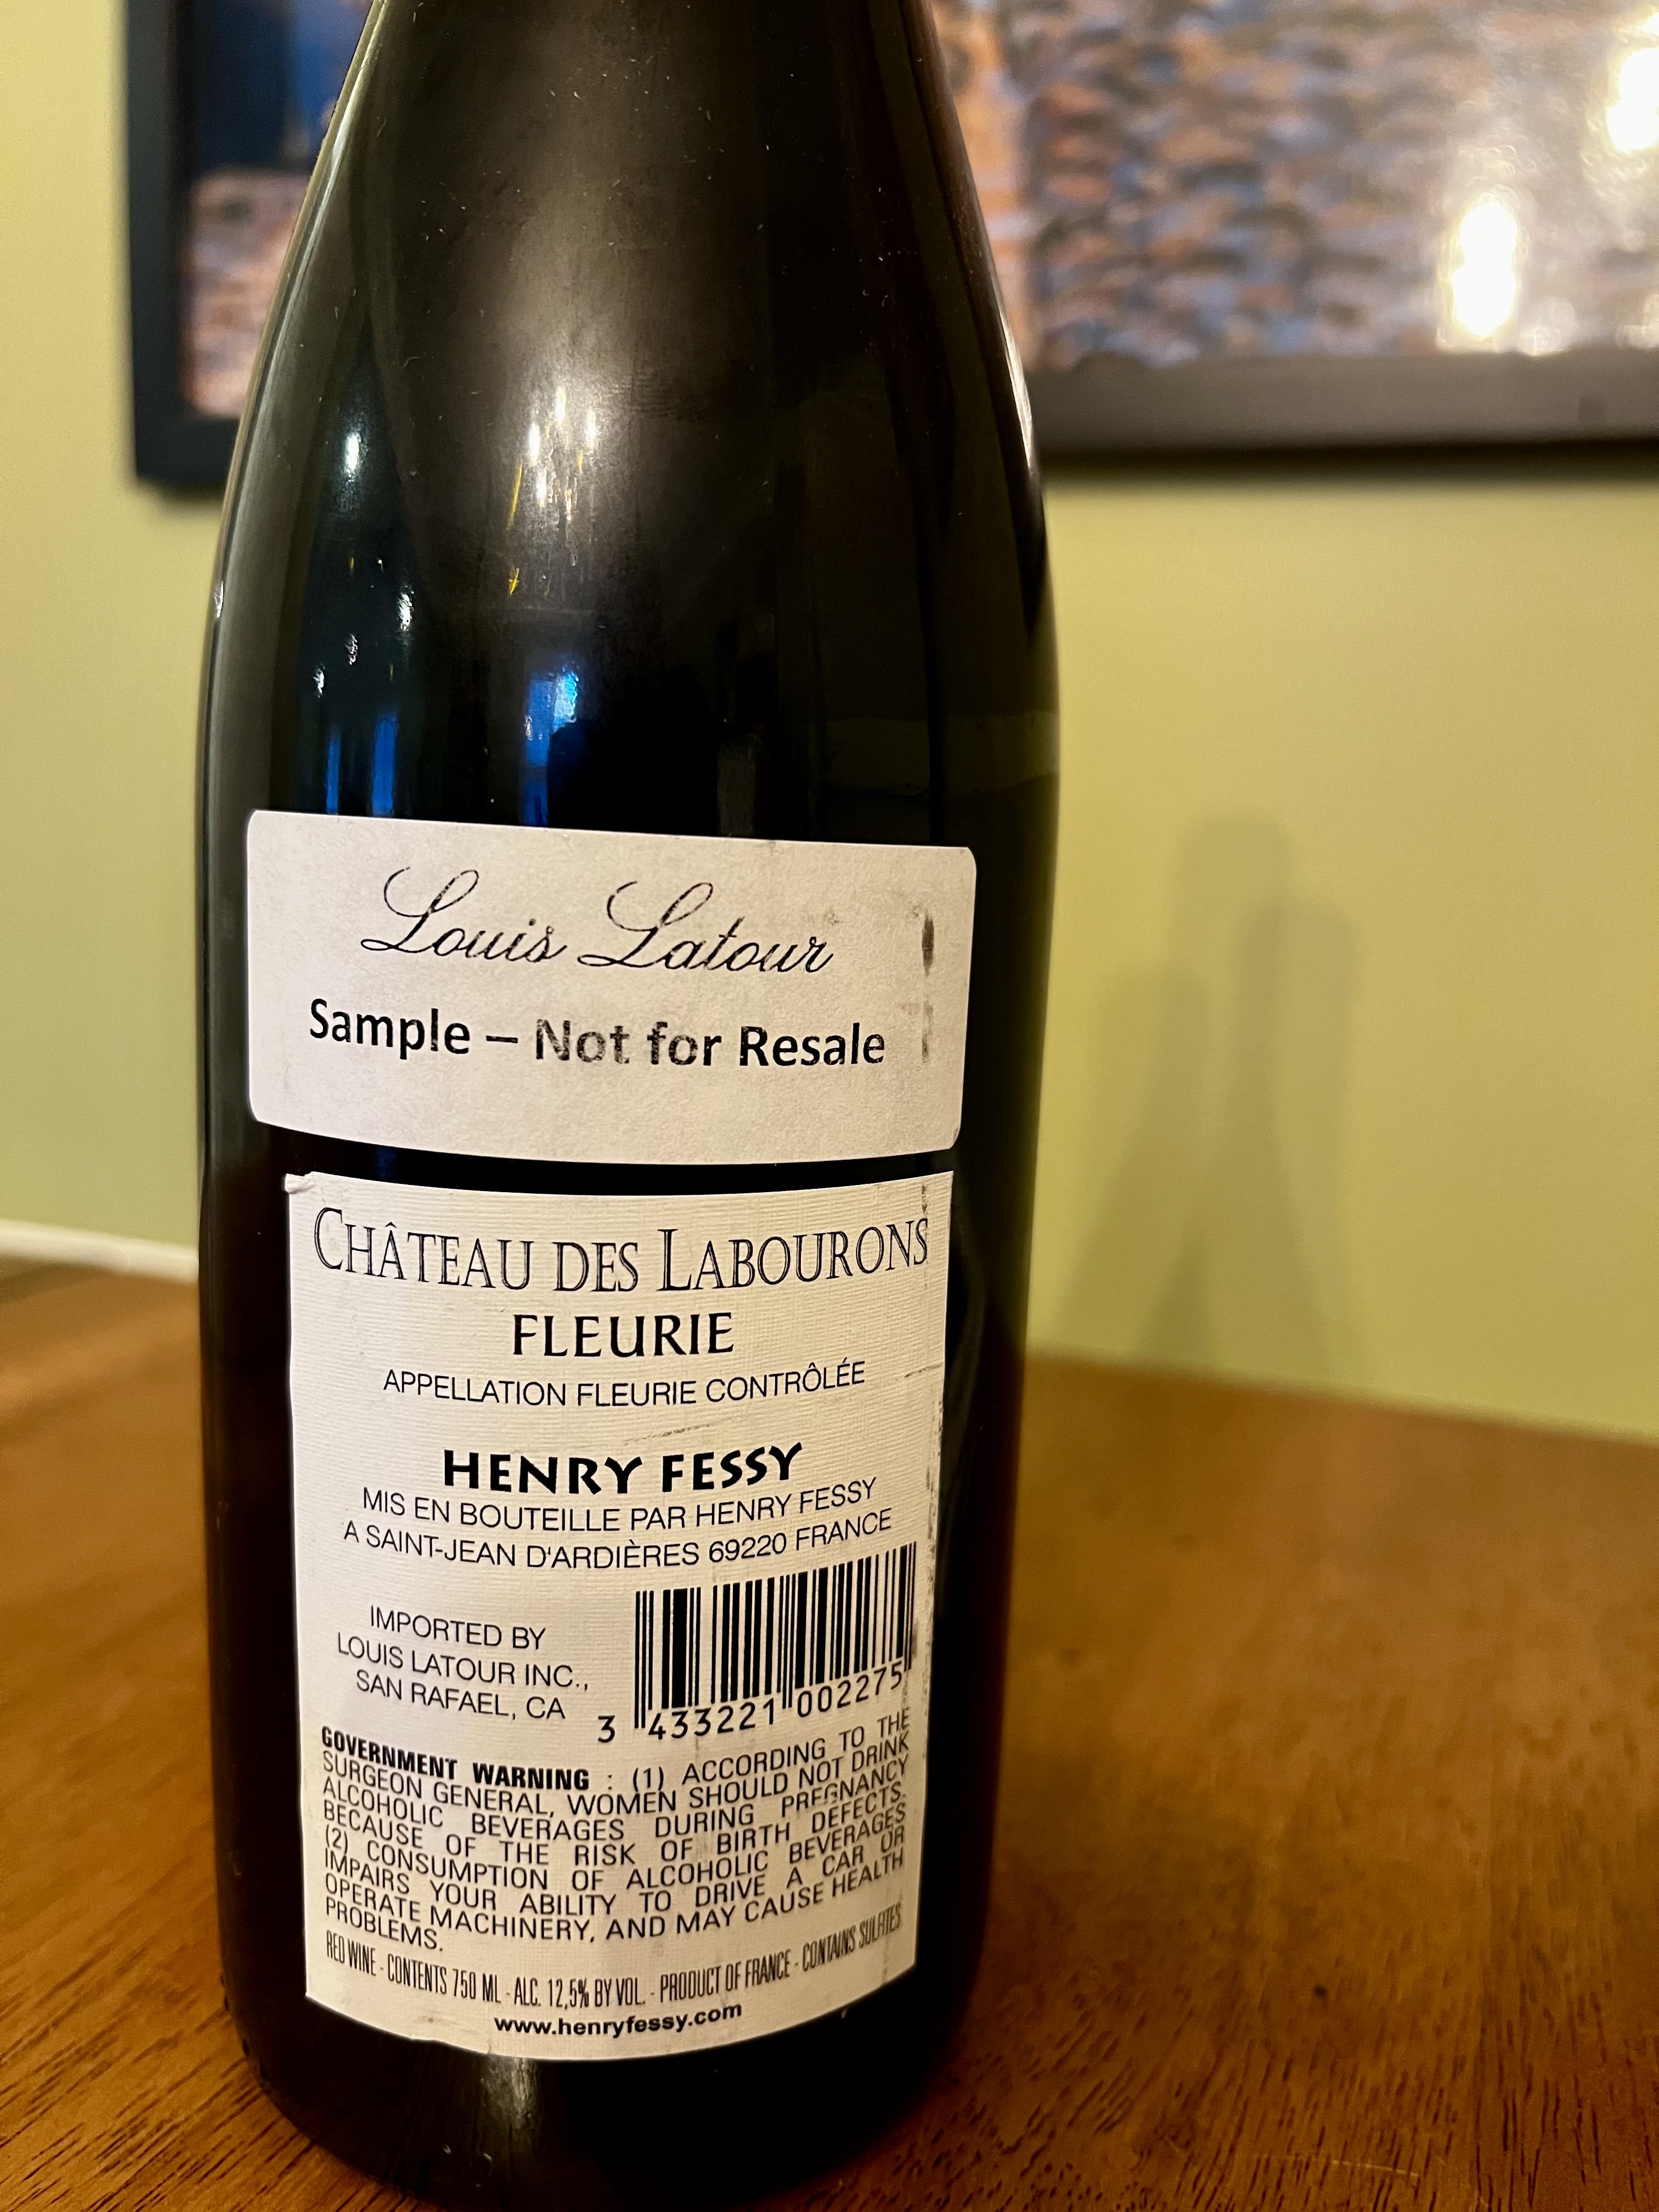 Louis Latour
Sample – Not for Resale
CHÂTEAU DES LABOURONS
FLEURIE
APPELLATION FLEURIE CONTRÔLÉE
HENRY FESSY
MIS EN BOUTEILLE PAR HENRY FESSY
A SAINT-JEAN D'ARDIÈRES 69220 FRANCE
IMPORTED BY
LOUIS LATOUR INC.,
SAN RAFAEL, CA
3 433221 002275
GOVERNMENT WARNING : (1) ACCORDING TO THE
SURGEON GENERAL, WOMEN SHOULD NOT DRINK
ALCOHOLIC BEVERAGES DURING PREGNANCY
BECAUSE OF THE RISK OF BIRTH DEFECTS.
(2) CONSUMPTION OF ALCOHOLIC BEVERAGES
IMPAIRS YOUR ABILITY TO DRIVE A CAR OR
OPERATE MACHINERY, AND MAY CAUSE HEALTH
PROBLEMS.
RED WINE - CONTENTS 750 ML - ALC. 12,5% BY VOL. - PRODUCT OF FRANCE - CONTAINS SULFITES
www.henryfessy.com